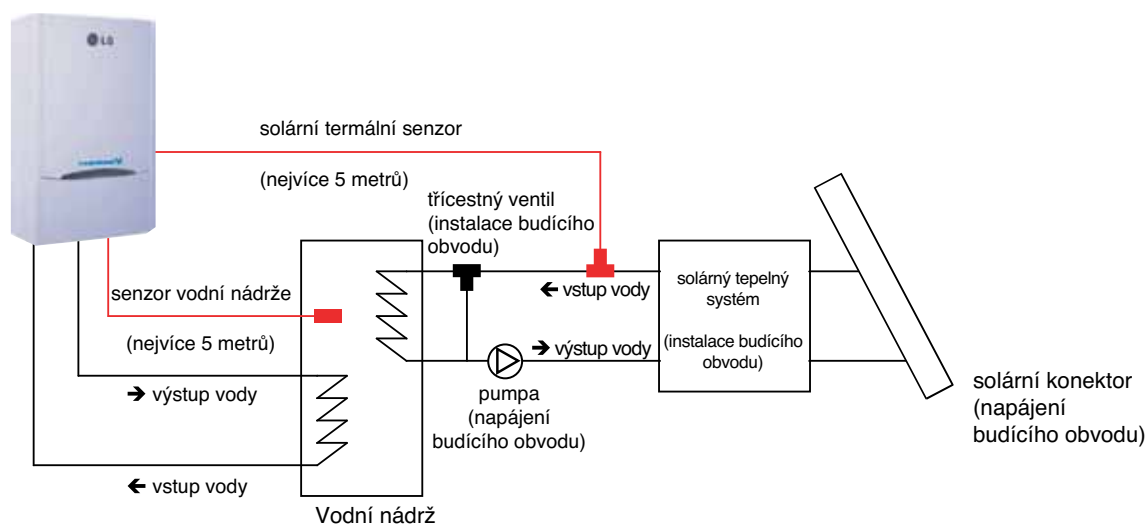 LG
solární termální senzor
(nejvíce 5 metrů)
třícestný ventil
(instalace budícího
obvodu)
senzor vodní nádrže
(nejvíce 5 metrů)
← vstup vody
→ výstup vody
solárný tepelný
systém
(instalace budícího
obvodu)
→ výstup vody
pumpa
(napájení
budícího obvodu)
solární konektor
(napájení
budícího obvodu)
← vstup vody
Vodní nádrž